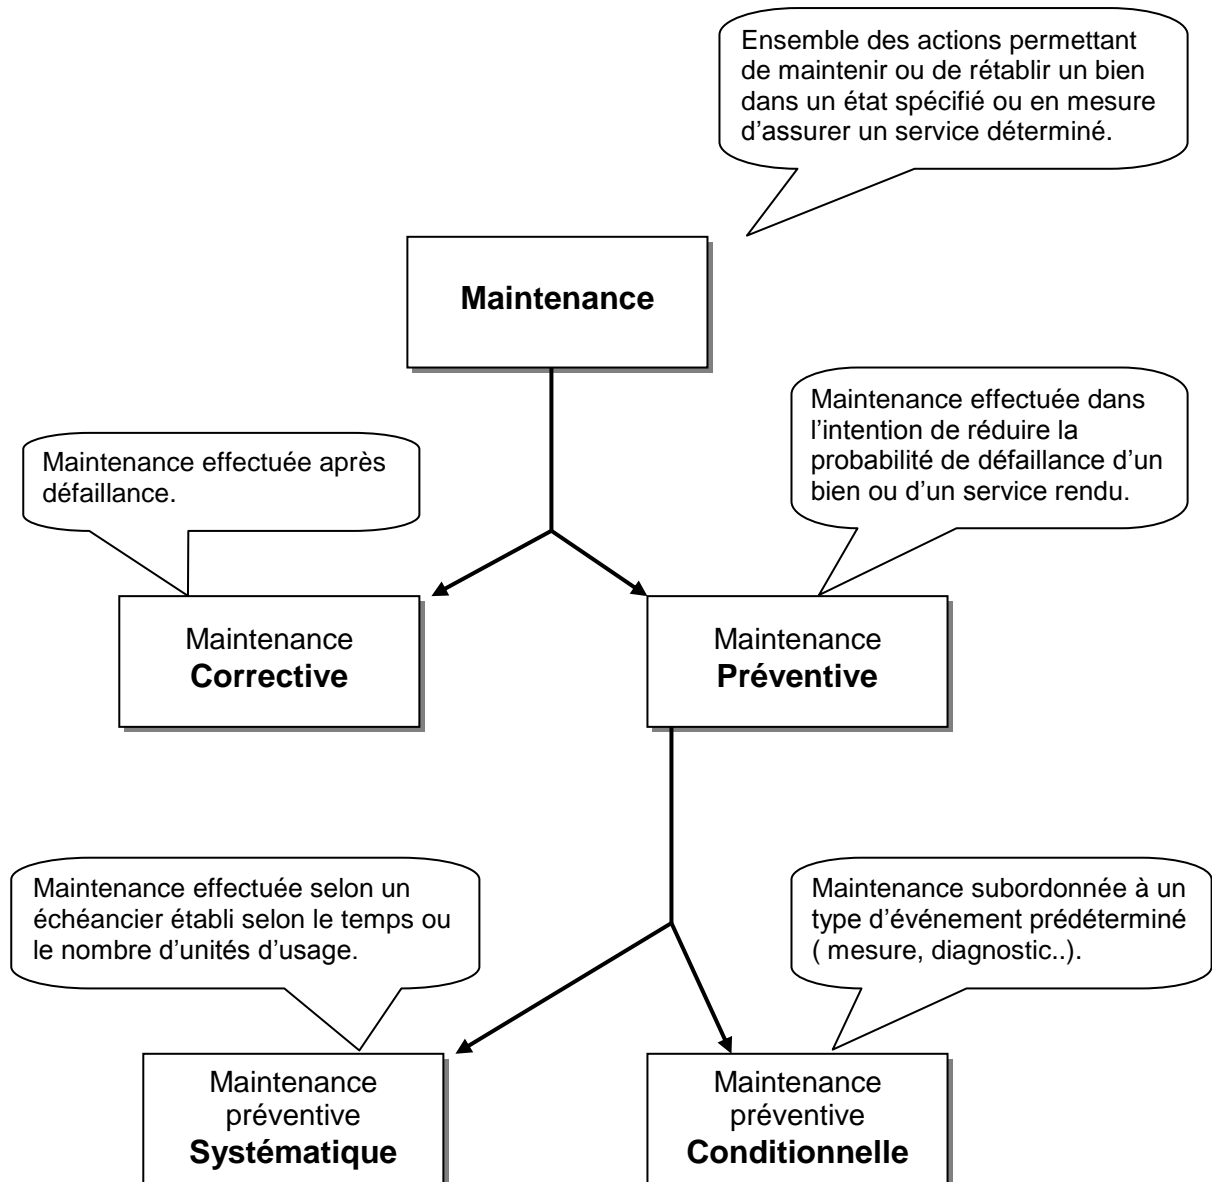 Ensemble des actions permettant
de maintenir ou de rétablir un bien
dans un état spécifié ou en mesure
d’assurer un service déterminé.
Maintenance
Maintenance effectuée dans
l’intention de réduire la
probabilité de défaillance d’un
bien ou d’un service rendu.
Maintenance effectuée après
défaillance.
Maintenance
Corrective
Maintenance
Préventive
Maintenance effectuée selon un
échéancier établi selon le temps ou
le nombre d’unités d’usage.
Maintenance subordonnée à un
type d’événement prédéterminé
( mesure, diagnostic..).
Maintenance
préventive
Systématique
Maintenance
préventive
Conditionnelle